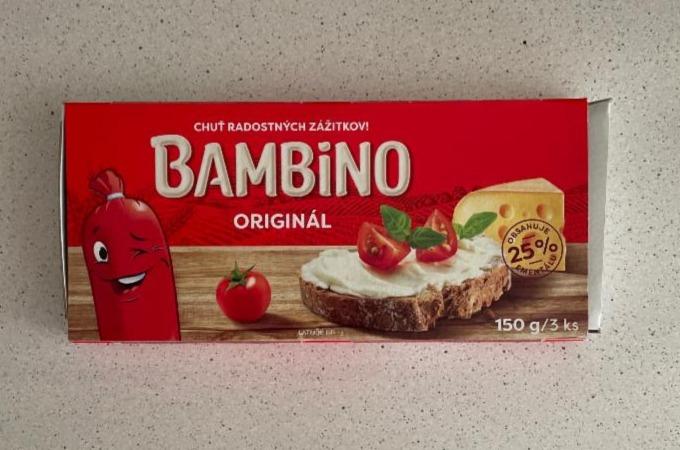 CHUŤ RADOSTNÝCH ZÁŽITKOV!
BAMBiNO
ORIGINÁL
OBSAHUJE
25%
EMENTÁLU
150 g/3 ks